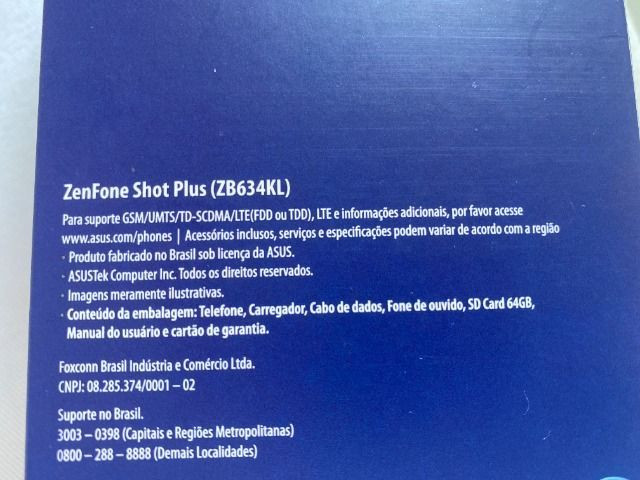 ZenFone Shot Plus (ZB634KL)
Para suporte GSM/UMTS/TD-SCDMA/LTE(FDD ou TDD), LTE e informações adicionais, por favor acesse
www.asus.com/phones | Acessórios inclusos, serviços e especificações podem variar de acordo com a região
· Produto fabricado no Brasil sob licença da ASUS.
· ASUSTek Computer Inc. Todos os direitos reservados.
· Imagens meramente ilustrativas.
· Conteúdo da embalagem: Telefone, Carregador, Cabo de dados, Fone de ouvido, SD Card 64GB,
Manual do usuário e cartão de garantia.
Foxconn Brasil Indústria e Comércio Ltda.
CNPJ: 08.285.374/0001 – 02
Suporte no Brasil.
3003 – 0398 (Capitais e Regiões Metropolitanas)
0800 – 288 – 8888 (Demais Localidades)